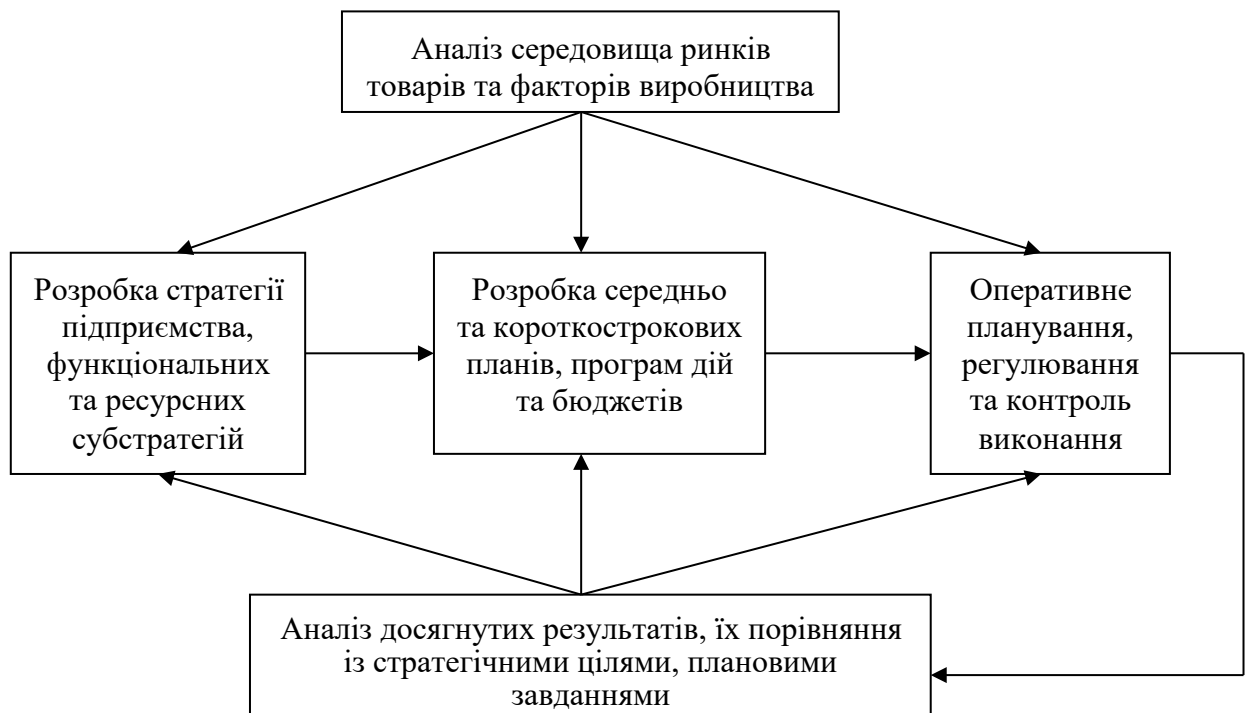 Аналіз середовища ринків
товарів та факторів виробництва
Розробка стратегії
підприємства,
функціональних
та ресурсних
субстратегій
Розробка середньо
та короткострокових
планів, програм дій
та бюджетів
Оперативне
планування,
регулювання
та контроль
виконання
Аналіз досягнутих результатів, їх порівняння
із стратегічними цілями, плановими
завданнями